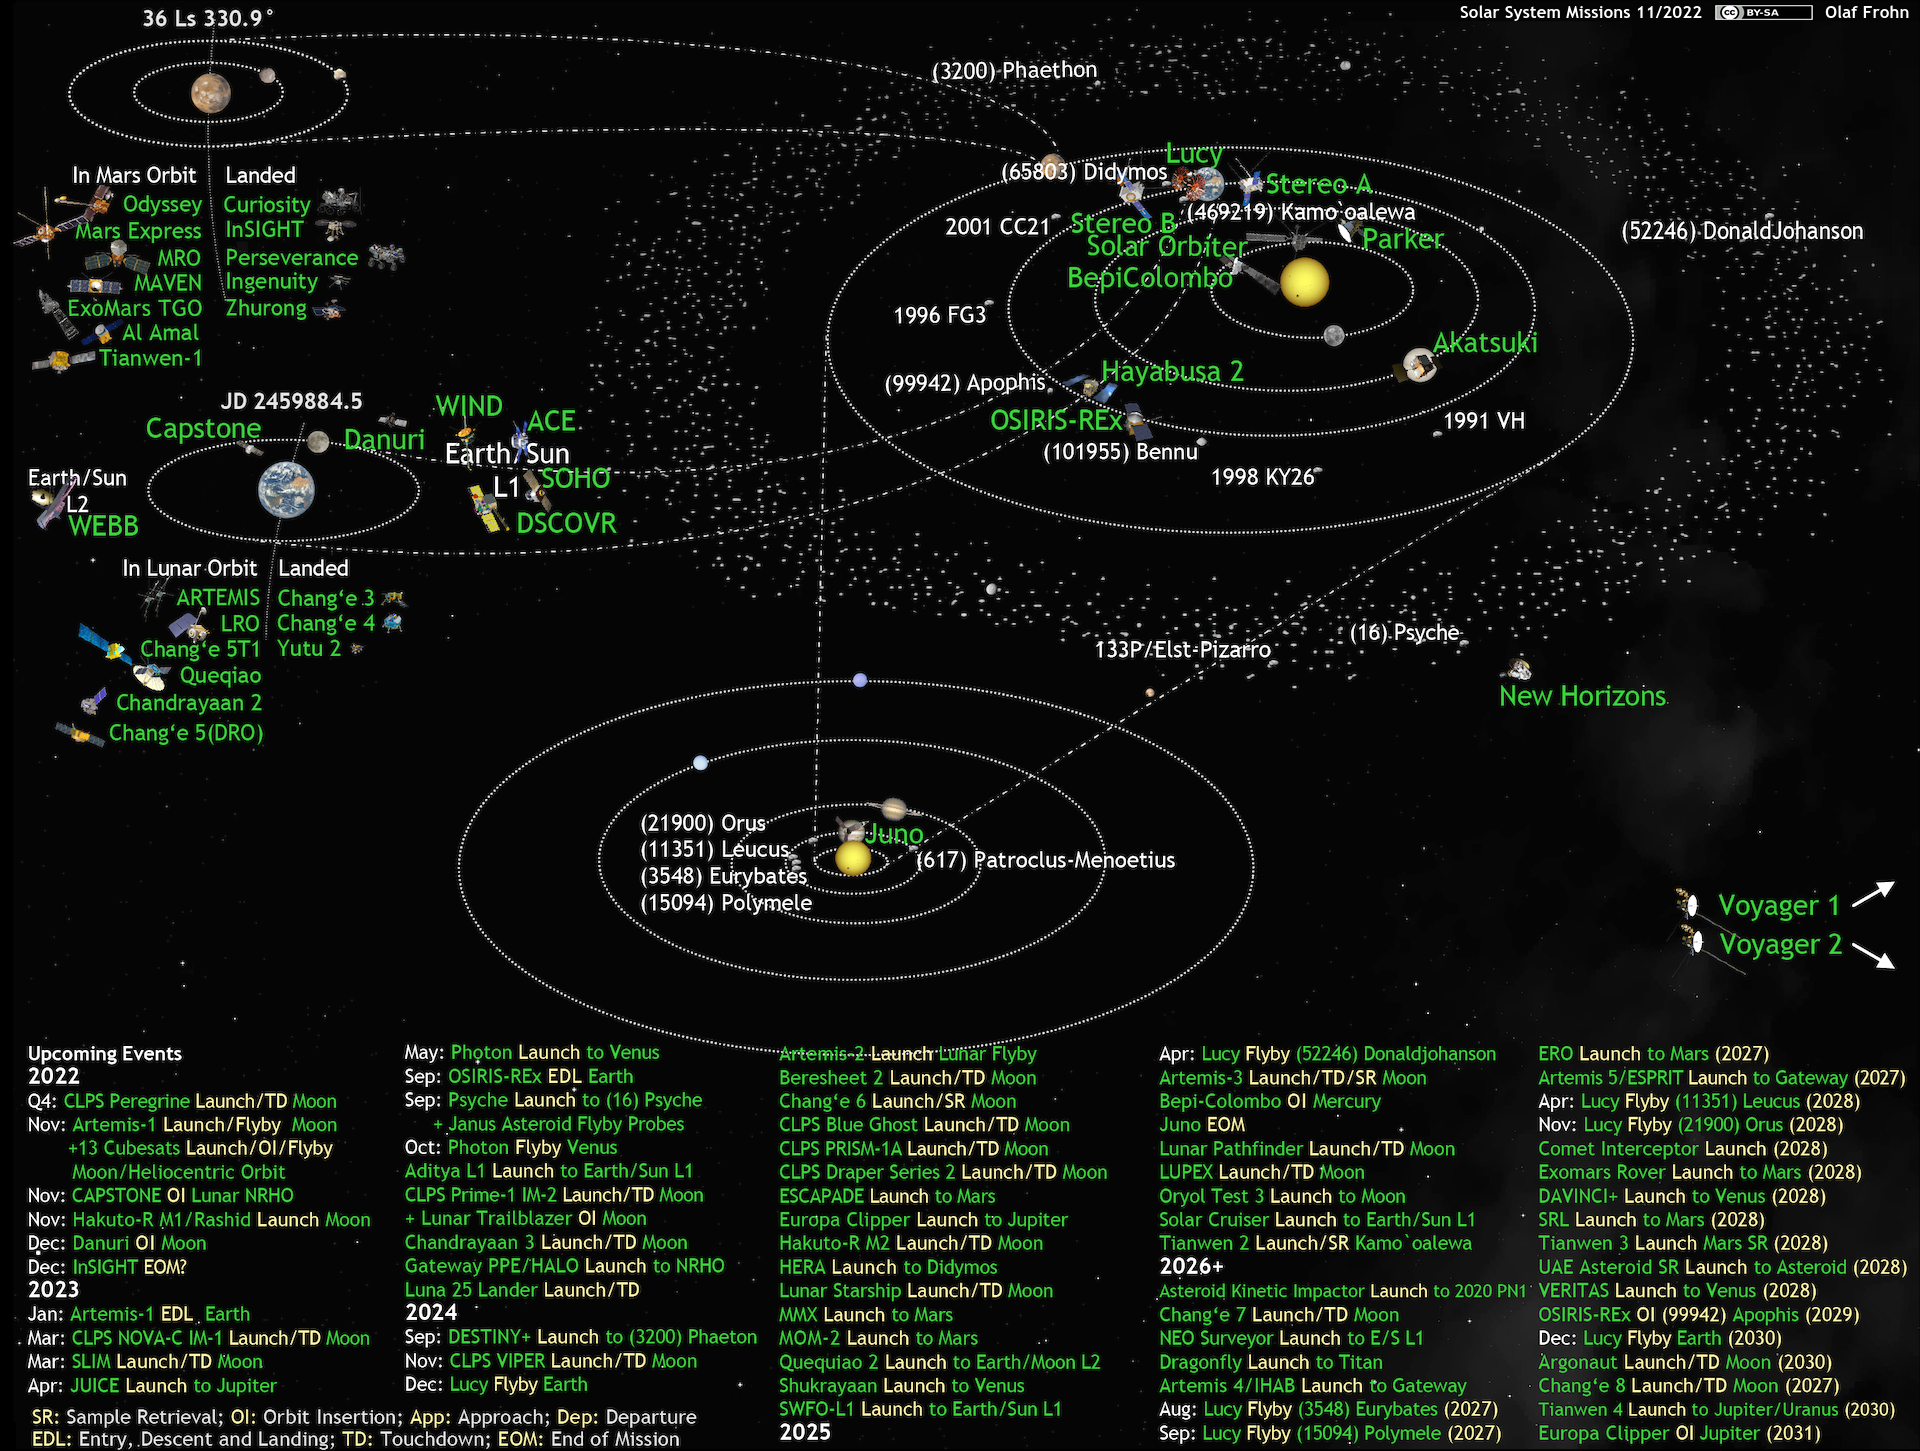 36 Ls 330.9°
Solar System Missions 11/2022 CC BY-SA Olaf Frohn
(3200) Phaethon
In Mars Orbit
Odyssey
Mars Express
MRO
MAVEN
ExoMars TGO
Al Amal
Tianwen-1
Landed
Curiosity
InSIGHT
Perseverance
Ingenuity
Zhurong
Lucy
(65803) Didymos
Stereo A
(469219) Kamo`oalewa
2001 CC21
Stereo B
Solar Orbiter
Parker
BepiColombo
(52246) DonaldJohanson
1996 FG3
Akatsuki
(99942) Apophis
Hayabusa 2
OSIRIS-REx
(101955) Bennu
1991 VH
1998 KY26
JD 2459884.5
Capstone
Danuri
WIND
ACE
Earth/Sun
L1
SOHO
DSCOVR
Earth/Sun
L2
WEBB
In Lunar Orbit
ARTEMIS
LRO
Chang‘e 5T1
Queqiao
Chandrayaan 2
Chang‘e 5(DRO)
Landed
Chang‘e 3
Chang‘e 4
Yutu 2
133P/Elst-Pizarro
(16) Psyche
New Horizons
(21900) Orus
(11351) Leucus
(3548) Eurybates
(15094) Polymele
Juno
(617) Patroclus-Menoetius
Voyager 1
Voyager 2
Upcoming Events
2022
Q4: CLPS Peregrine Launch/TD Moon
Nov: Artemis-1 Launch/Flyby Moon
+13 Cubesats Launch/OI/Flyby
Moon/Heliocentric Orbit
Nov: CAPSTONE OI Lunar NRHO
Nov: Hakuto-R M1/Rashid Launch Moon
Dec: Danuri OI Moon
Dec: InSIGHT EOM?
2023
Jan: Artemis-1 EDL Earth
Mar: CLPS NOVA-C IM-1 Launch/TD Moon
Mar: SLIM Launch/TD Moon
Apr: JUICE Launch to Jupiter
May: Photon Launch to Venus
Sep: OSIRIS-REx EDL Earth
Sep: Psyche Launch to (16) Psyche
+ Janus Asteroid Flyby Probes
Oct: Photon Flyby Venus
Aditya L1 Launch to Earth/Sun L1
CLPS Prime-1 IM-2 Launch/TD Moon
+ Lunar Trailblazer OI Moon
Chandrayaan 3 Launch/TD Moon
Gateway PPE/HALO Launch to NRHO
Luna 25 Lander Launch/TD
2024
Sep: DESTINY+ Launch to (3200) Phaeton
Nov: CLPS VIPER Launch/TD Moon
Dec: Lucy Flyby Earth
Artemis-2 Launch Lunar Flyby
Beresheet 2 Launch/TD Moon
Chang‘e 6 Launch/SR Moon
CLPS Blue Ghost Launch/TD Moon
CLPS PRISM-1A Launch/TD Moon
CLPS Draper Series 2 Launch/TD Moon
ESCAPADE Launch to Mars
Europa Clipper Launch to Jupiter
Hakuto-R M2 Launch/TD Moon
HERA Launch to Didymos
Lunar Starship Launch/TD Moon
MMX Launch to Mars
MOM-2 Launch to Mars
Quequiao 2 Launch to Earth/Moon L2
Shukrayaan Launch to Venus
SWFO-L1 Launch to Earth/Sun L1
2025
Apr: Lucy Flyby (52246) Donaldjohanson
Artemis-3 Launch/TD/SR Moon
Bepi-Colombo OI Mercury
Juno EOM
Lunar Pathfinder Launch/TD Moon
LUPEX Launch/TD Moon
Oryol Test 3 Launch to Moon
Solar Cruiser Launch to Earth/Sun L1
Tianwen 2 Launch/SR Kamo`oalewa
2026+
Asteroid Kinetic Impactor Launch to 2020 PN1
Chang‘e 7 Launch/TD Moon
NEO Surveyor Launch to E/S L1
Dragonfly Launch to Titan
Artemis 4/IHAB Launch to Gateway
Aug: Lucy Flyby (3548) Eurybates (2027)
Sep: Lucy Flyby (15094) Polymele (2027)
ERO Launch to Mars (2027)
Artemis 5/ESPRIT Launch to Gateway (2027)
Apr: Lucy Flyby (11351) Leucus (2028)
Nov: Lucy Flyby (21900) Orus (2028)
Comet Interceptor Launch (2028)
Exomars Rover Launch to Mars (2028)
DAVINCI+ Launch to Venus (2028)
SRL Launch to Mars (2028)
Tianwen 3 Launch Mars SR (2028)
UAE Asteroid SR Launch to Asteroid (2028)
VERITAS Launch to Venus (2028)
OSIRIS-REx OI (99942) Apophis (2029)
Dec: Lucy Flyby Earth (2030)
Argonaut Launch/TD Moon (2030)
Chang‘e 8 Launch/TD Moon (2027)
Tianwen 4 Launch to Jupiter/Uranus (2030)
Europa Clipper OI Jupiter (2031)
SR: Sample Retrieval; OI: Orbit Insertion; App: Approach; Dep: Departure
EDL: Entry, Descent and Landing; TD: Touchdown; EOM: End of Mission